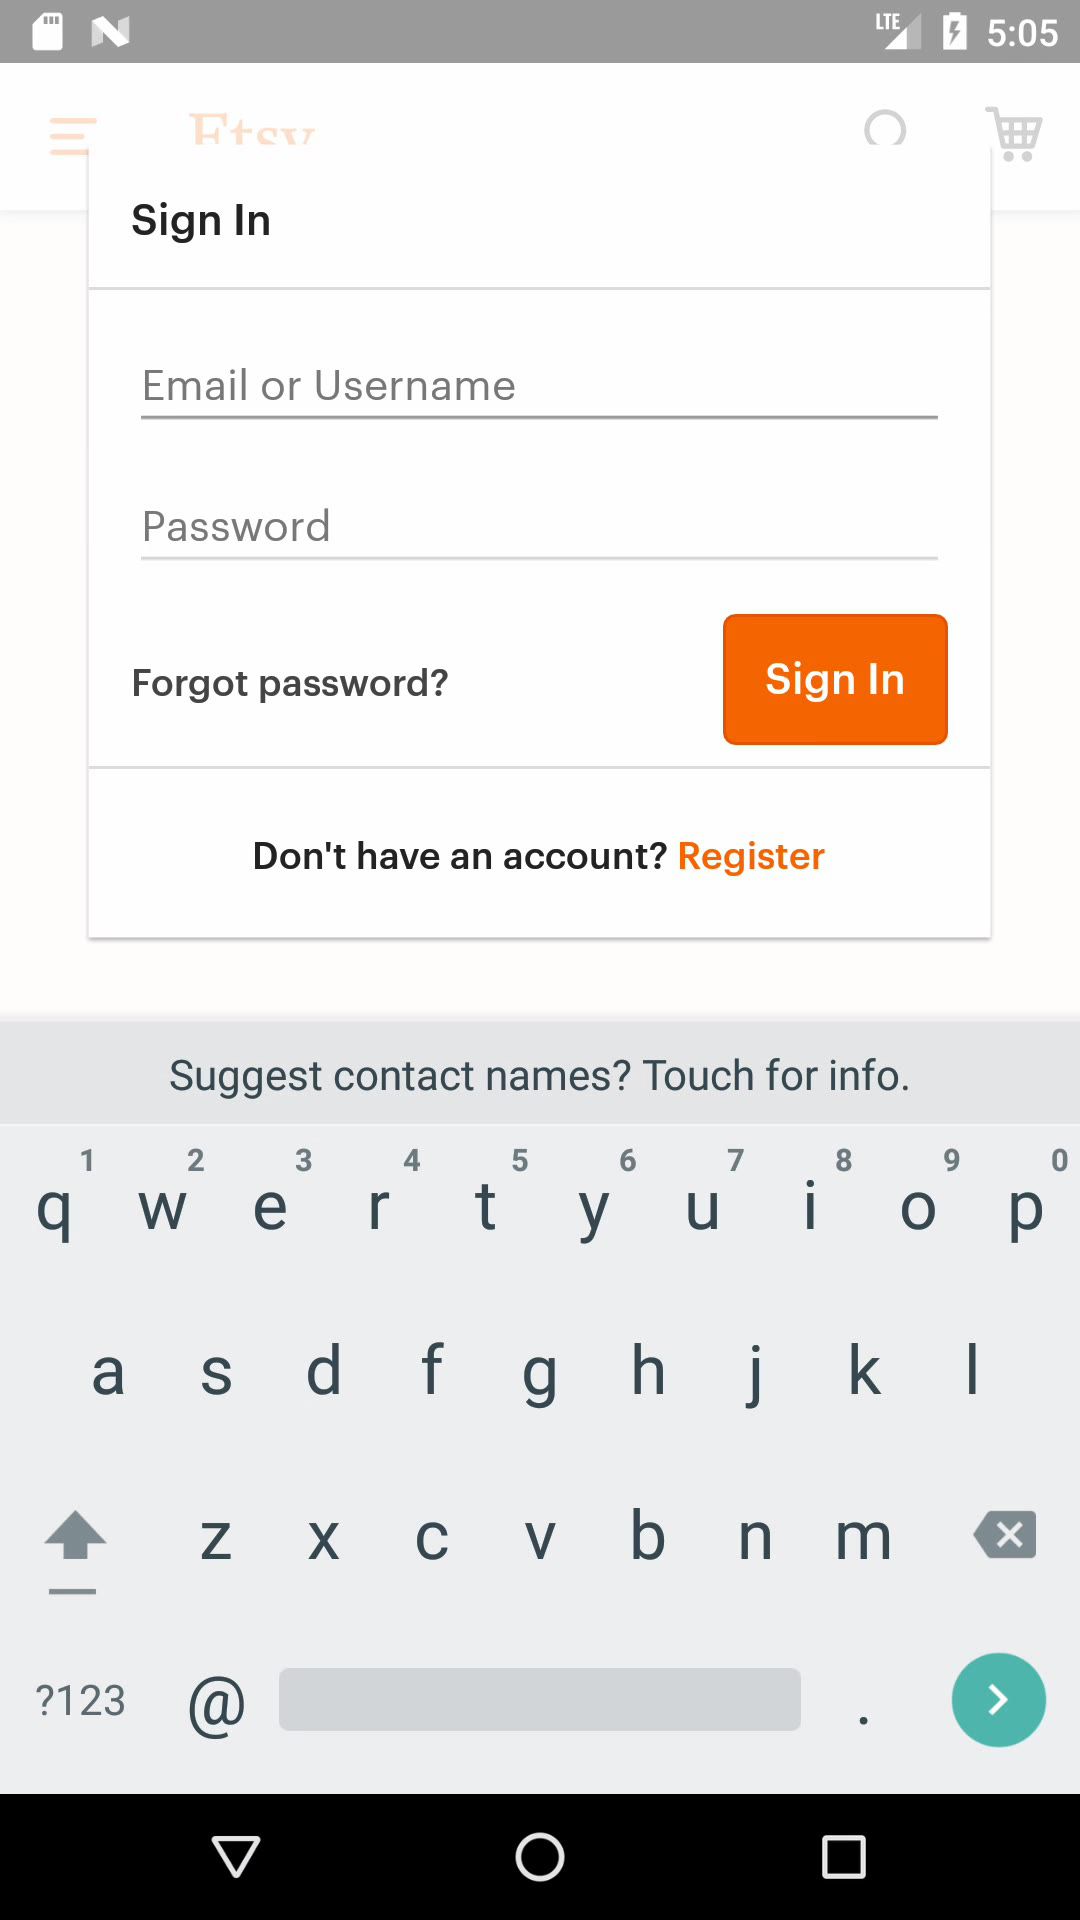 LTE 5:05
Etsy
Sign In
Email or Username
Password
Forgot password? Sign In
Don't have an account? Register
Suggest contact names? Touch for info.
1 2 3 4 5 6 7 8 9 0
q w e r t y u i o p
a s d f g h j k l
z x c v b n m
?123 @ .